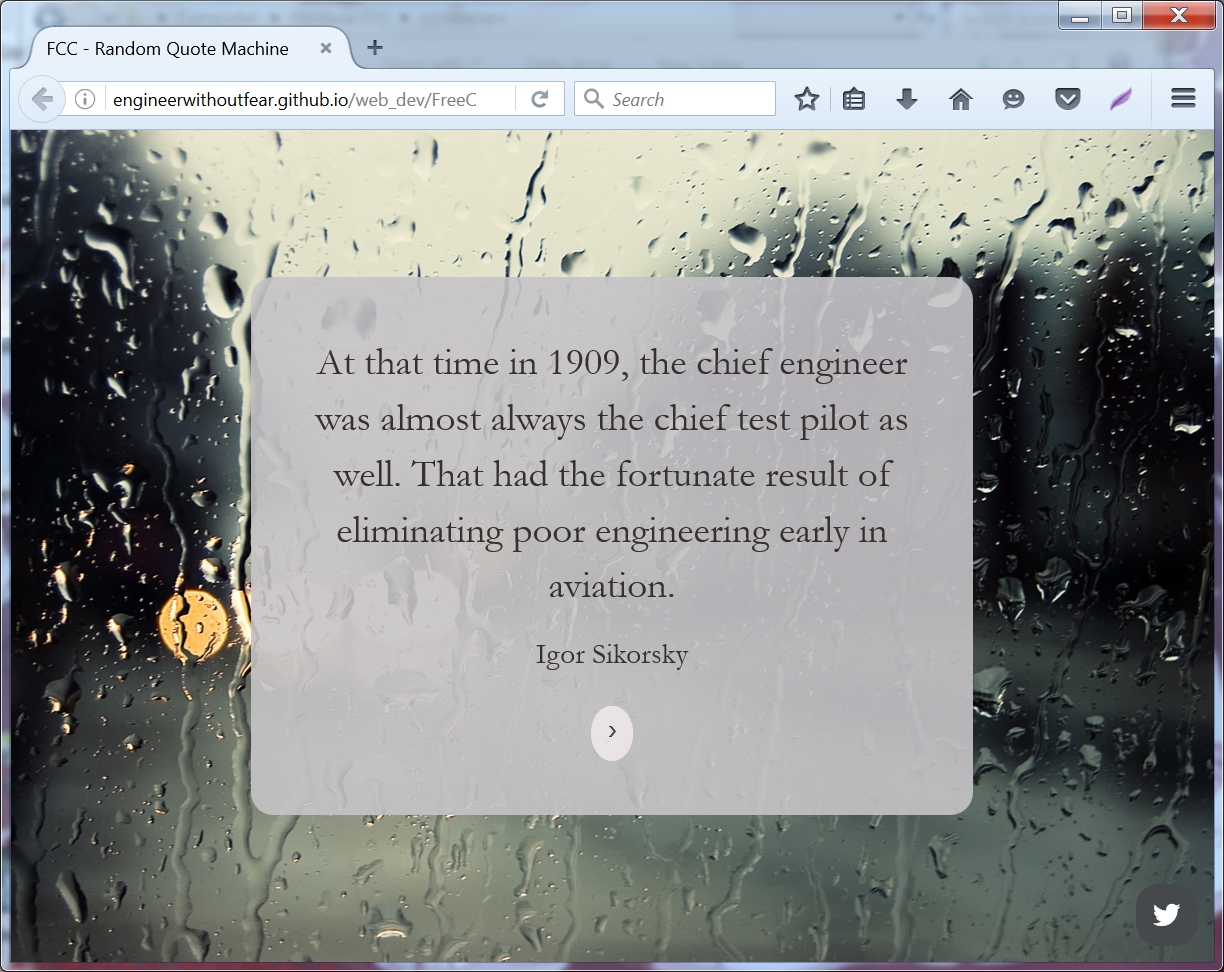 FCC - Random Quote Machine
engineerwithoutfear.github.io/web_dev/FreeC
Search
At that time in 1909, the chief engineer
was almost always the chief test pilot as
well. That had the fortunate result of
eliminating poor engineering early in
aviation.
Igor Sikorsky